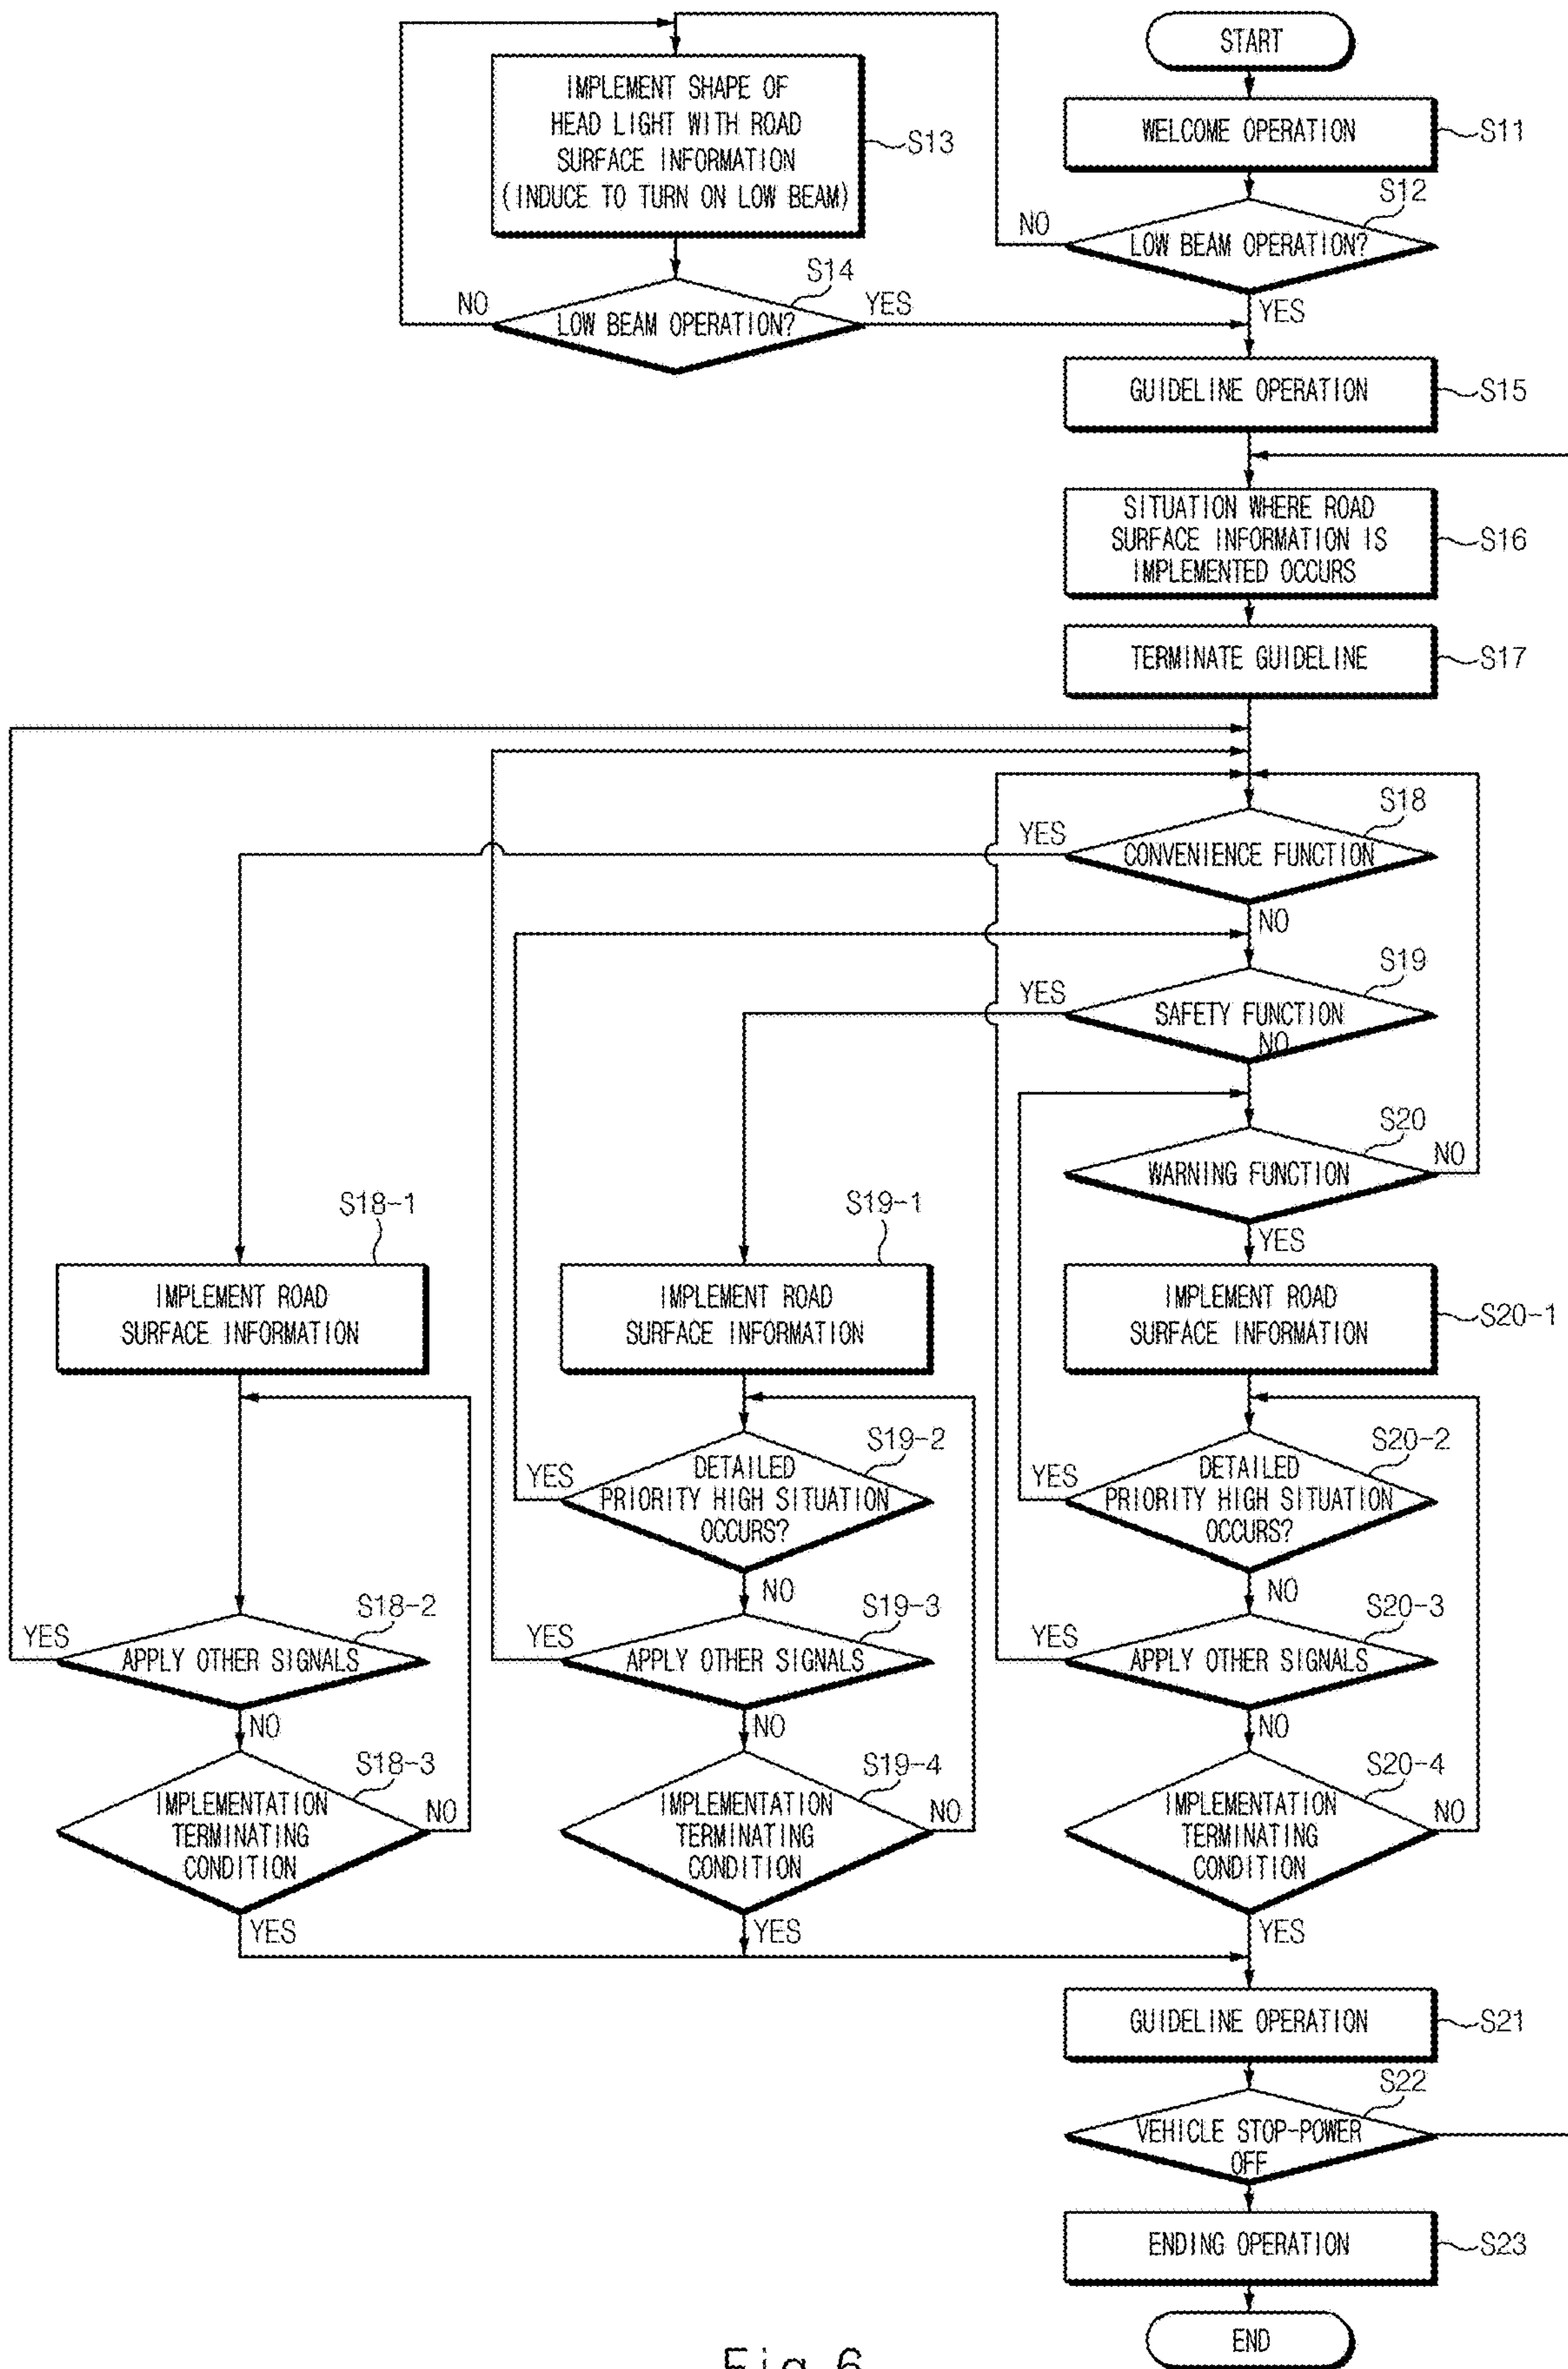 START
WELCOME OPERATION
S11
IMPLEMENT SHAPE OF
HEAD LIGHT WITH ROAD
SURFACE INFORMATION
(INDUCE TO TURN ON LOW BEAM)
S13
S12
NO
LOW BEAM OPERATION?
YES
S14
NO
LOW BEAM OPERATION?
YES
GUIDELINE OPERATION
S15
SITUATION WHERE ROAD
SURFACE INFORMATION IS
IMPLEMENTED OCCURS
S16
TERMINATE GUIDELINE
S17
S18
YES
CONVENIENCE FUNCTION
NO
S19
YES
SAFETY FUNCTION
NO
S20
WARNING FUNCTION
NO
YES
S18-1
IMPLEMENT ROAD
SURFACE INFORMATION
S19-1
IMPLEMENT ROAD
SURFACE INFORMATION
IMPLEMENT ROAD
SURFACE INFORMATION
S20-1
S19-2
YES
DETAILED
PRIORITY HIGH SITUATION
OCCURS?
NO
S20-2
YES
DETAILED
PRIORITY HIGH SITUATION
OCCURS?
NO
S18-2
YES
APPLY OTHER SIGNALS
NO
S19-3
YES
APPLY OTHER SIGNALS
NO
S20-3
YES
APPLY OTHER SIGNALS
NO
S18-3
IMPLEMENTATION
TERMINATING
CONDITION
NO
YES
S19-4
IMPLEMENTATION
TERMINATING
CONDITION
NO
YES
S20-4
IMPLEMENTATION
TERMINATING
CONDITION
NO
YES
GUIDELINE OPERATION
S21
S22
VEHICLE STOP-POWER
OFF
ENDING OPERATION
S23
END
Fig.6